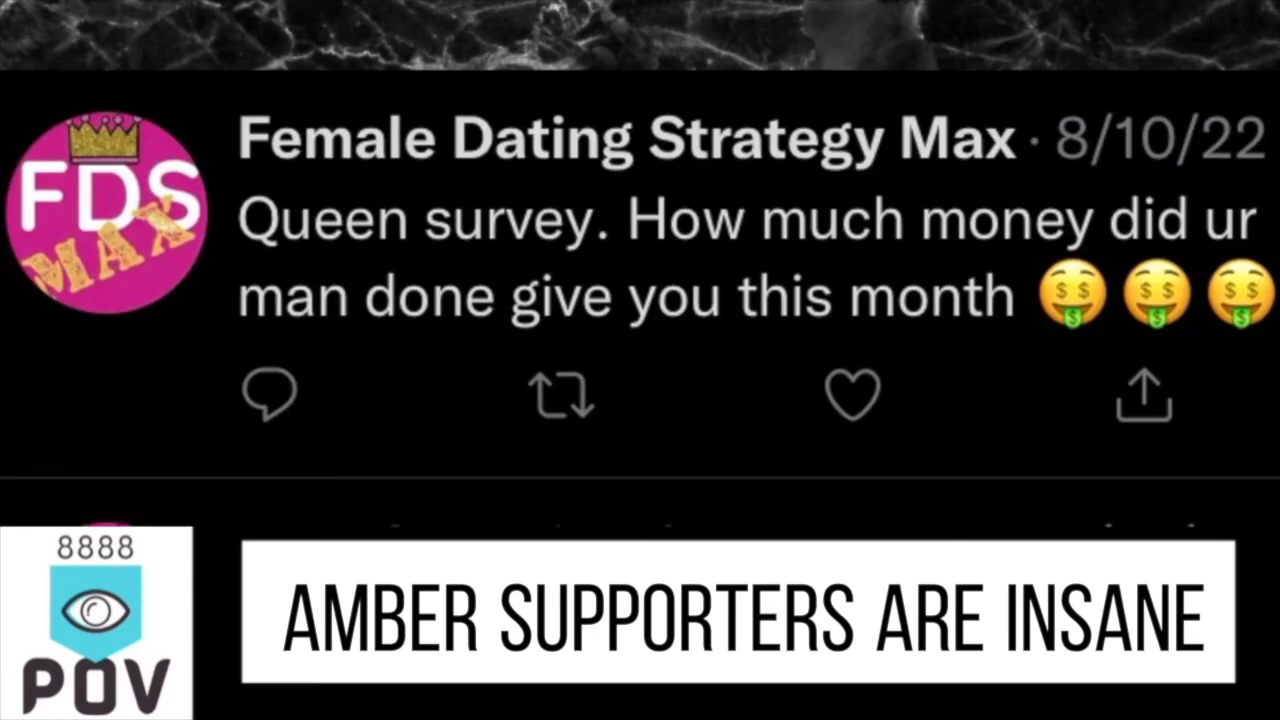 FDS
MAX
Female Dating Strategy Max · 8/10/22
Queen survey. How much money did ur
man done give you this month 🤑🤑🤑
8888
POV
AMBER SUPPORTERS ARE INSANE